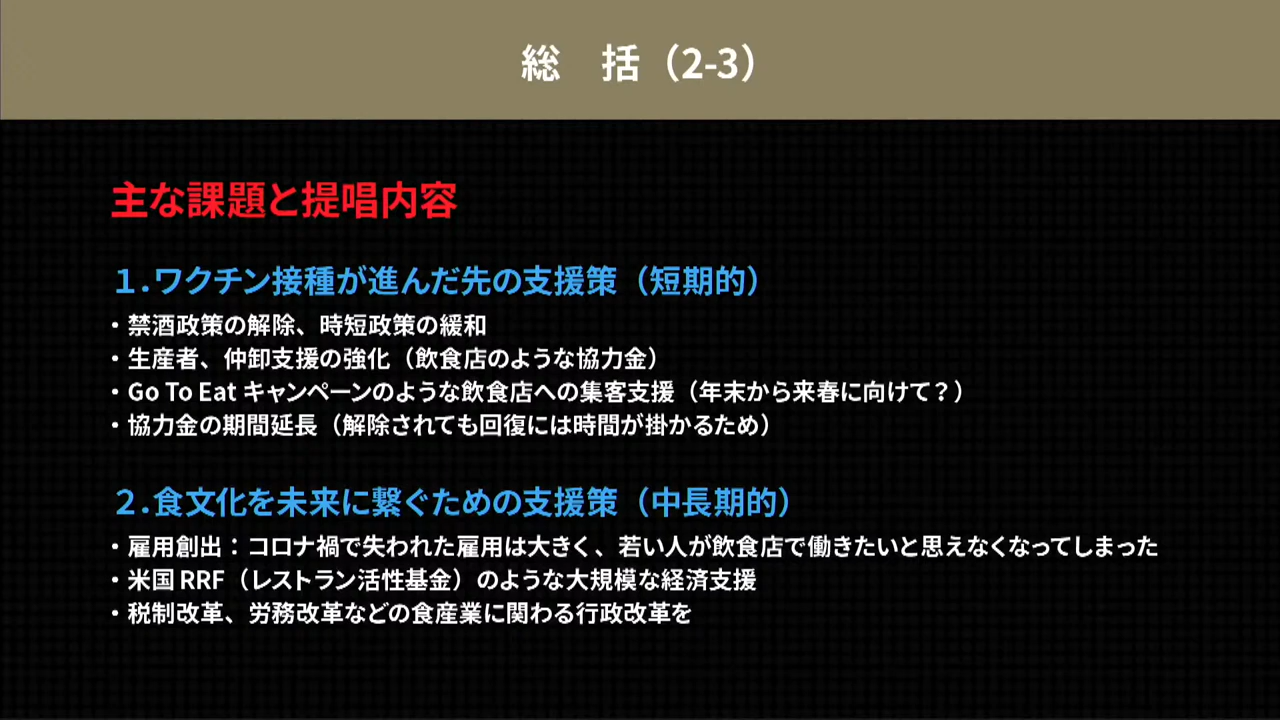 総　括（2-3）
主な課題と提唱内容
１.ワクチン接種が進んだ先の支援策（短期的）
・禁酒政策の解除、時短政策の緩和
・生産者、仲卸支援の強化（飲食店のような協力金）
・Go To Eat キャンペーンのような飲食店への集客支援（年末から来春に向けて？）
・協力金の期間延長（解除されても回復には時間が掛かるため）
２.食文化を未来に繋ぐための支援策（中長期的）
・雇用創出：コロナ禍で失われた雇用は大きく、若い人が飲食店で働きたいと思えなくなってしまった
・米国 RRF（レストラン活性基金）のような大規模な経済支援
・税制改革、労務改革などの食産業に関わる行政改革を